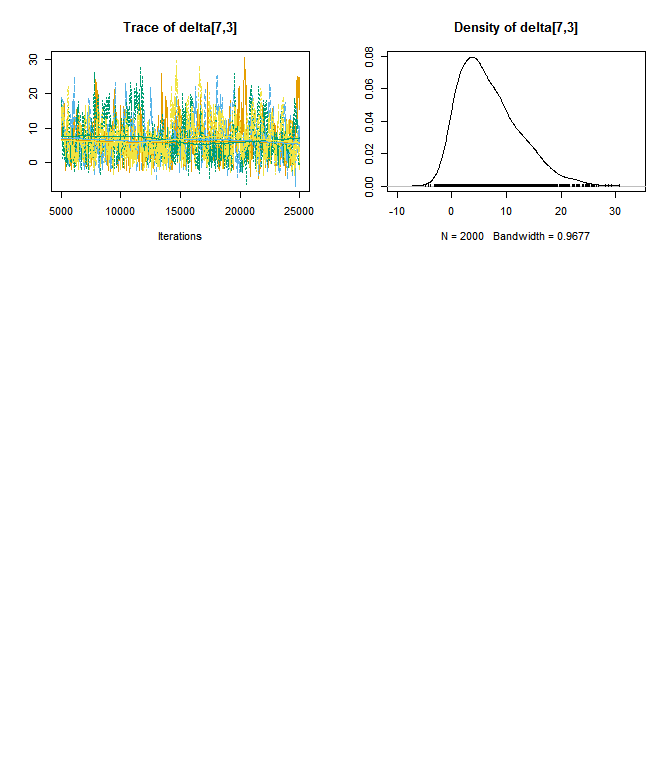 Trace of delta[7,3]
30
20
10
0
5000 10000 15000 20000 25000
Iterations
Density of delta[7,3]
0.08
0.06
0.04
0.02
0.00
-10 0 10 20 30
N = 2000 Bandwidth = 0.9677